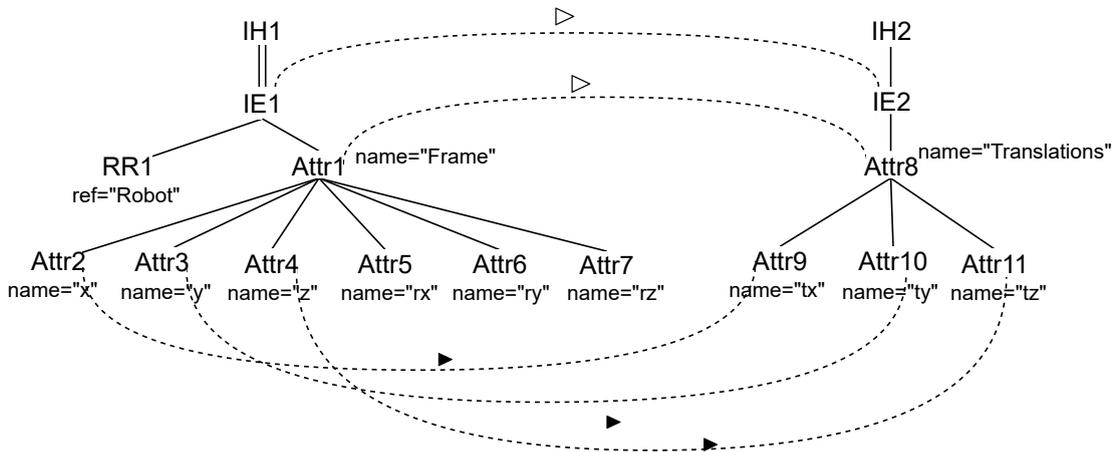 IH1
IH2
IE1
IE2
RR1
ref="Robot"
Attr1
name="Frame"
Attr8
name="Translations"
Attr2
name="x"
Attr3
name="y"
Attr4
name="z"
Attr5
name="rx"
Attr6
name="ry"
Attr7
name="rz"
Attr9
name="tx"
Attr10
name="ty"
Attr11
name="tz"